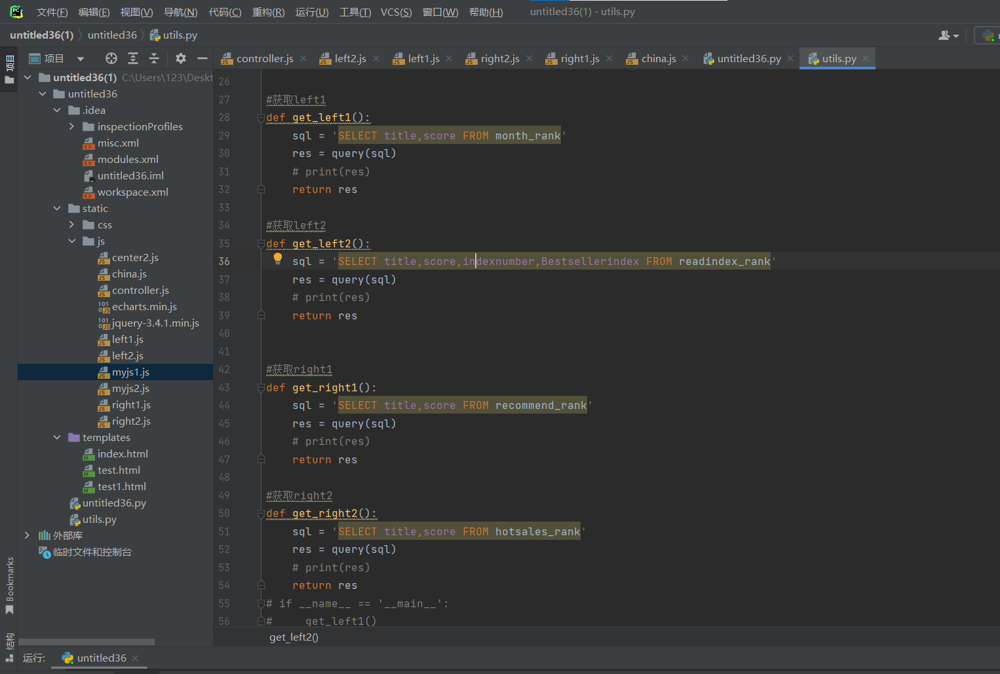 PC 文件(F) 编辑(E) 视图(V) 导航(N) 代码(C) 重构(R) 运行(U) 工具(T) VCS(S) 窗口(W) 帮助(H) untitled36(1) - utils.py
untitled36(1) untitled36 utils.py
项目 controller.js left2.js left1.js right2.js right1.js china.js untitled36.py utils.py
项目
untitled36(1) C:\Users\123\Deskt
untitled36
.idea
inspectionProfiles
misc.xml
modules.xml
untitled36.iml
workspace.xml
static
css
js
center2.js
china.js
controller.js
echarts.min.js
jquery-3.4.1.min.js
left1.js
left2.js
myjs1.js
myjs2.js
right1.js
right2.js
templates
index.html
test.html
test1.html
untitled36.py
utils.py
外部库
临时文件和控制台
Bookmarks
结构
26
27 #获取left1
28 def get_left1():
29 sql = 'SELECT title,score FROM month_rank'
30 res = query(sql)
31 # print(res)
32 return res
33
34 #获取left2
35 def get_left2():
36 sql = 'SELECT title,score,indexnumber,Bestsellerindex FROM readindex_rank'
37 res = query(sql)
38 # print(res)
39 return res
40
41
42 #获取right1
43 def get_right1():
44 sql = 'SELECT title,score FROM recommend_rank'
45 res = query(sql)
46 # print(res)
47 return res
48
49 #获取right2
50 def get_right2():
51 sql = 'SELECT title,score FROM hotsales_rank'
52 res = query(sql)
53 # print(res)
54 return res
55 # if __name__ == '__main__':
56 # get_left1()
get_left2()
运行: untitled36